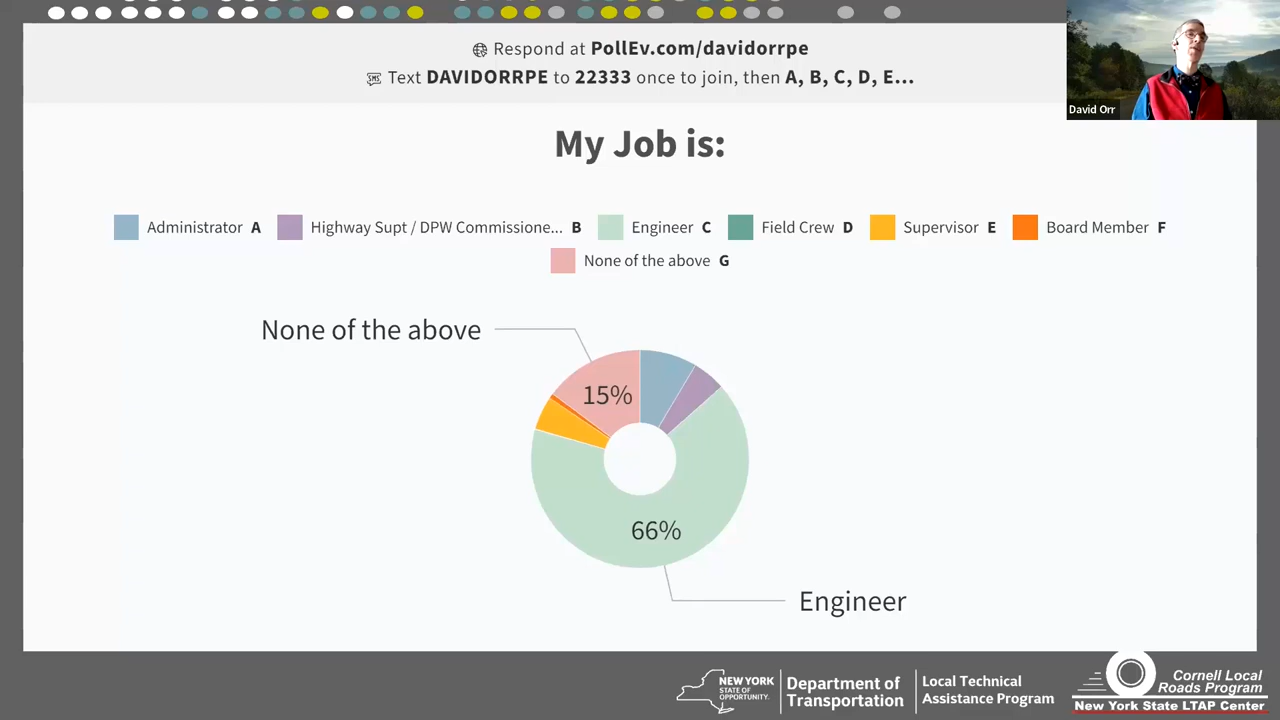 Respond at PollEv.com/davidorrpe
Text DAVIDORRPE to 22333 once to join, then A, B, C, D, E...
David Orr
My Job is:
Administrator A Highway Supt / DPW Commissione... B Engineer C Field Crew D Supervisor E Board Member F
None of the above G
None of the above
15%
66%
Engineer
NEW YORK
STATE OF
OPPORTUNITY.
Department of
Transportation
Local Technical
Assistance Program
Cornell Local
Roads Program
New York State LTAP Center